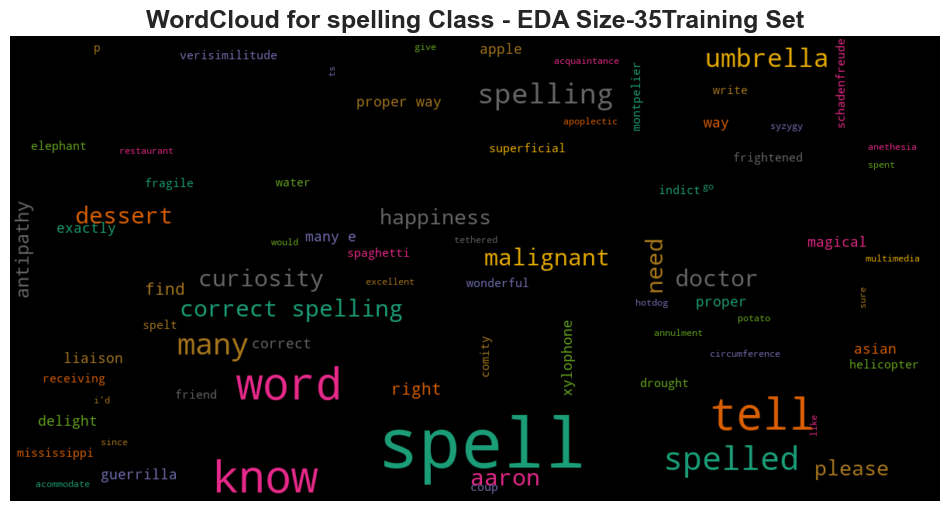 WordCloud for spelling Class - EDA Size-35Training Set
p
verisimilitude
ts
give
apple
acquaintance
umbrella
schadenfreude
montpelier
proper way
spelling
write
apoplectic
way
syzygy
elephant
restaurant
superficial
frightened
anethesia
spent
fragile
water
indict
go
antipathy
dessert
exactly
happiness
many e
would
tethered
spaghetti
malignant
need
magical
multimedia
curiosity
excellent
wonderful
doctor
find
correct spelling
hotdog
proper
sure
potato
spelt
many
correct
comity
xylophone
annulment
circumference
asian
helicopter
liaison
receiving
word
right
drought
friend
i'd
delight
spell
tell
like
since
mississippi
know
aaron
spelled
please
guerrilla
acommodate
coup